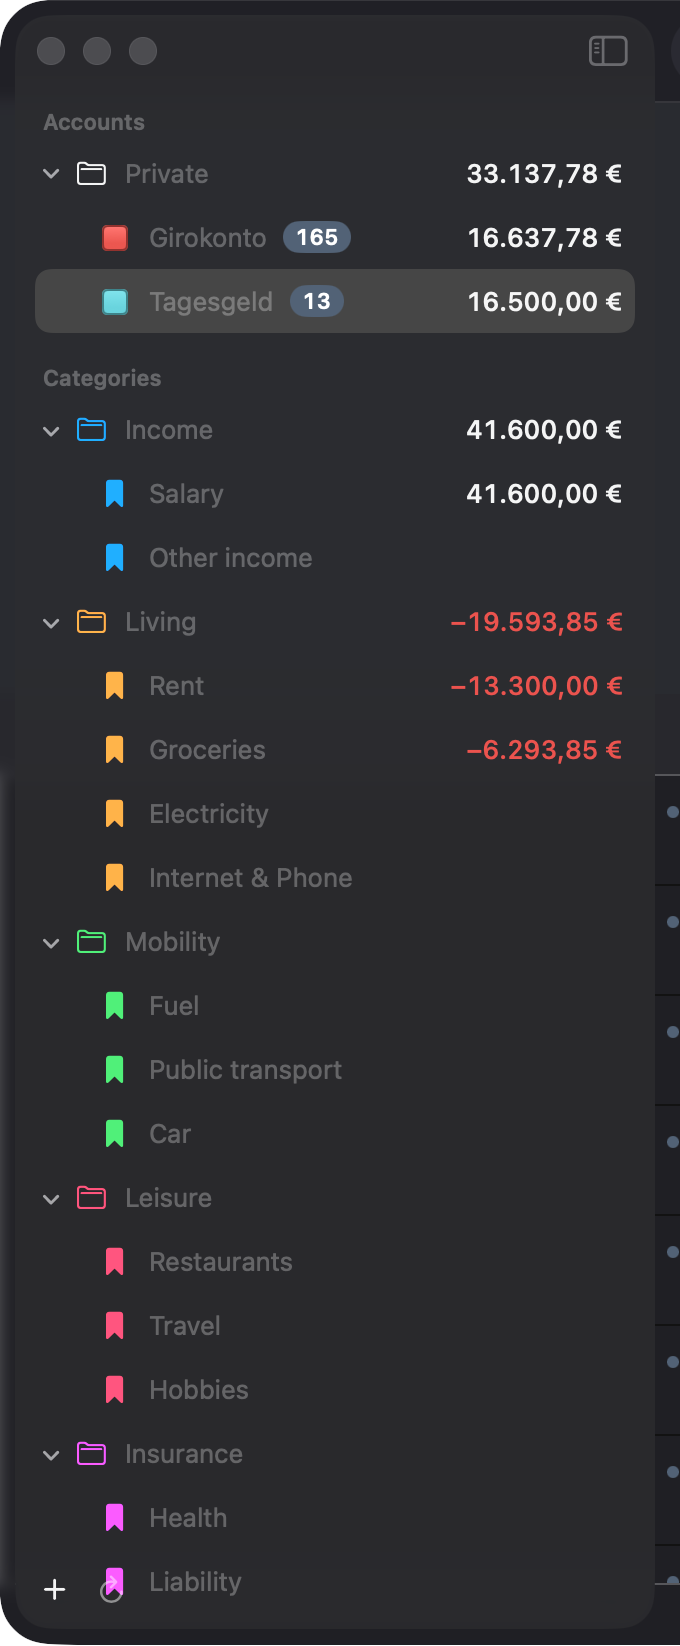 Accounts
Private 33.137,78 €
Girokonto 165 16.637,78 €
Tagesgeld 13 16.500,00 €
Categories
Income 41.600,00 €
Salary 41.600,00 €
Other income
Living –19.593,85 €
Rent –13.300,00 €
Groceries –6.293,85 €
Electricity
Internet & Phone
Mobility
Fuel
Public transport
Car
Leisure
Restaurants
Travel
Hobbies
Insurance
Health
Liability